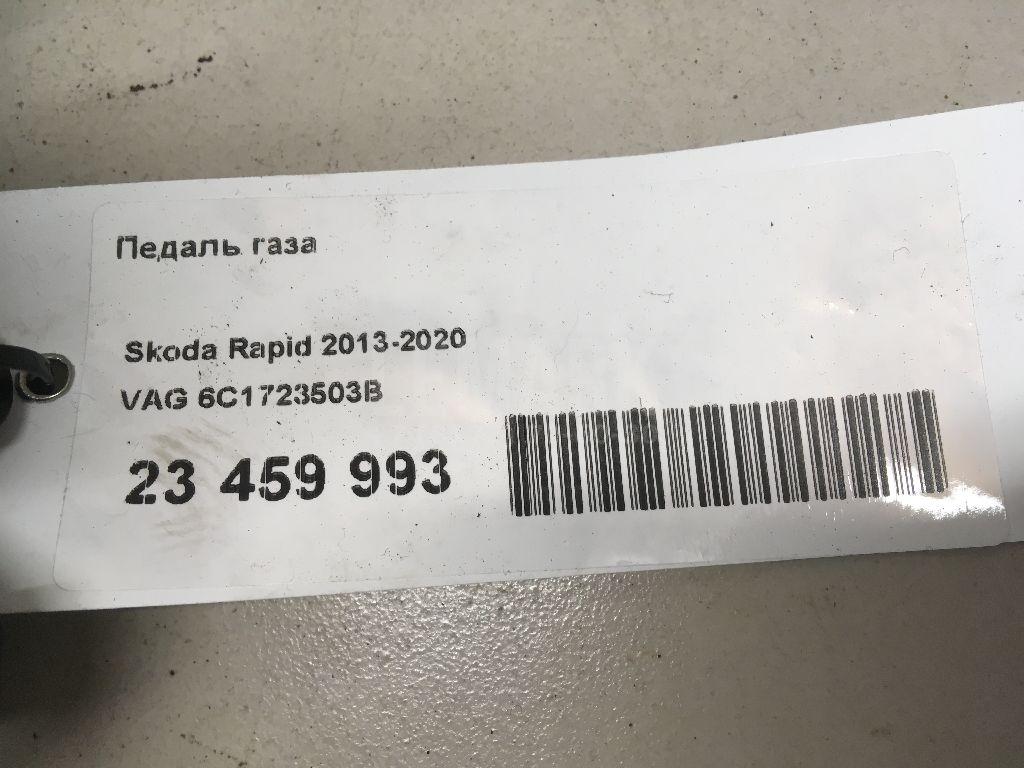 Педаль газа
Skoda Rapid 2013-2020
VAG 6C1723503B
23 459 993